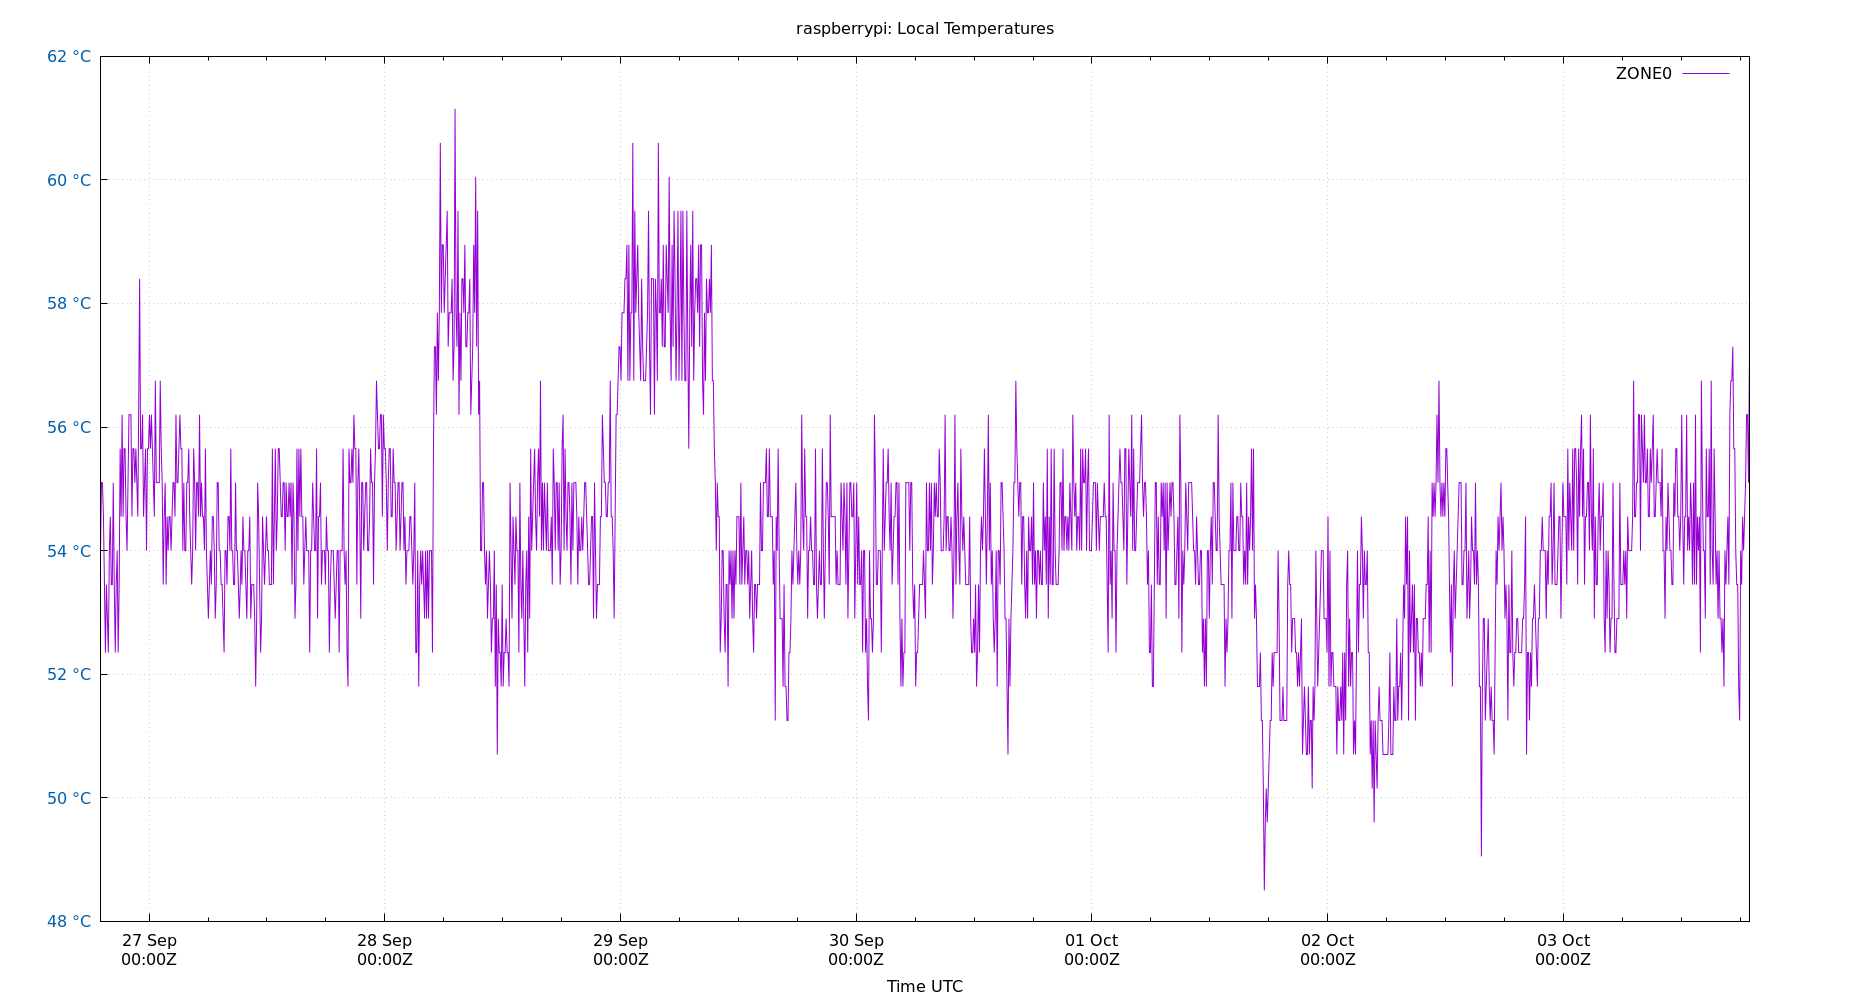 raspberrypi: Local Temperatures
62 °C
ZONE0
60 °C
58 °C
56 °C
54 °C
52 °C
50 °C
48 °C
27 Sep 28 Sep 29 Sep 30 Sep 01 Oct 02 Oct 03 Oct
00:00Z 00:00Z 00:00Z 00:00Z 00:00Z 00:00Z 00:00Z
Time UTC